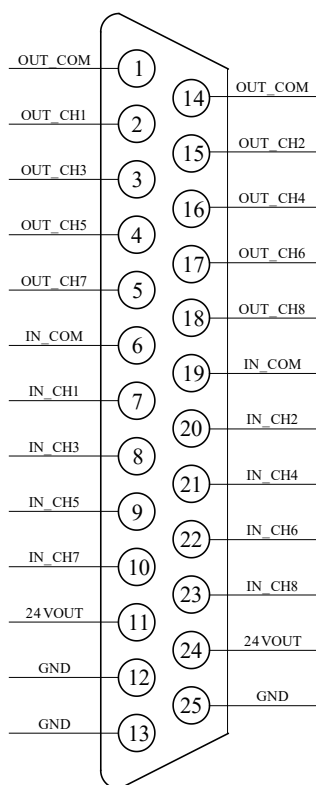 OUT_COM
1
OUT_COM
14
OUT_CH1
2
OUT_CH2
15
OUT_CH3
3
OUT_CH4
16
OUT_CH5
4
OUT_CH6
17
OUT_CH7
5
OUT_CH8
18
IN_COM
6
IN_COM
19
IN_CH1
7
IN_CH2
20
IN_CH3
8
IN_CH4
21
IN_CH5
9
IN_CH6
22
IN_CH7
10
IN_CH8
23
24VOUT
11
24VOUT
24
GND
12
GND
25
GND
13